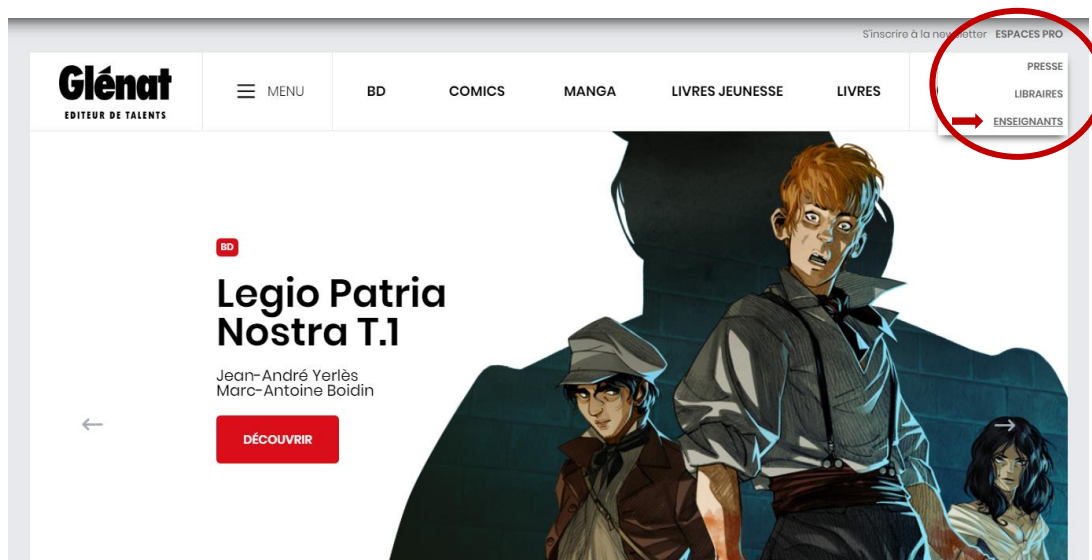 S'inscrire à la newsletter ESPACES PRO
PRESSE
LIBRAIRES
ENSEIGNANTS
Glénat
EDITEUR DE TALENTS
MENU
BD
COMICS
MANGA
LIVRES JEUNESSE
LIVRES
BD
Legio Patria
Nostra T.1
Jean-André Yerlès
Marc-Antoine Boidin
DÉCOUVRIR